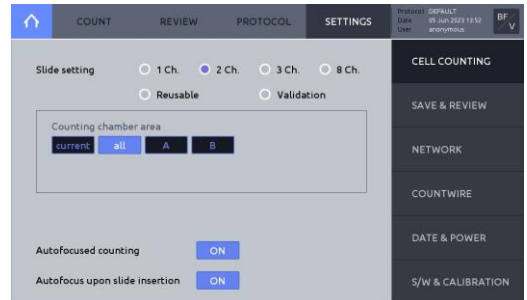 COUNT REVIEW PROTOCOL SETTINGS
Protocol DEFAULT
Date 05 Jun 2023 13:52
User anonymous
BF/V
Slide setting 1 Ch. 2 Ch. 3 Ch. 8 Ch.
Reusable Validation
Counting chamber area
current all A B
Autofocused counting ON
Autofocus upon slide insertion ON
CELL COUNTING
SAVE & REVIEW
NETWORK
COUNTWIRE
DATE & POWER
S/W & CALIBRATION